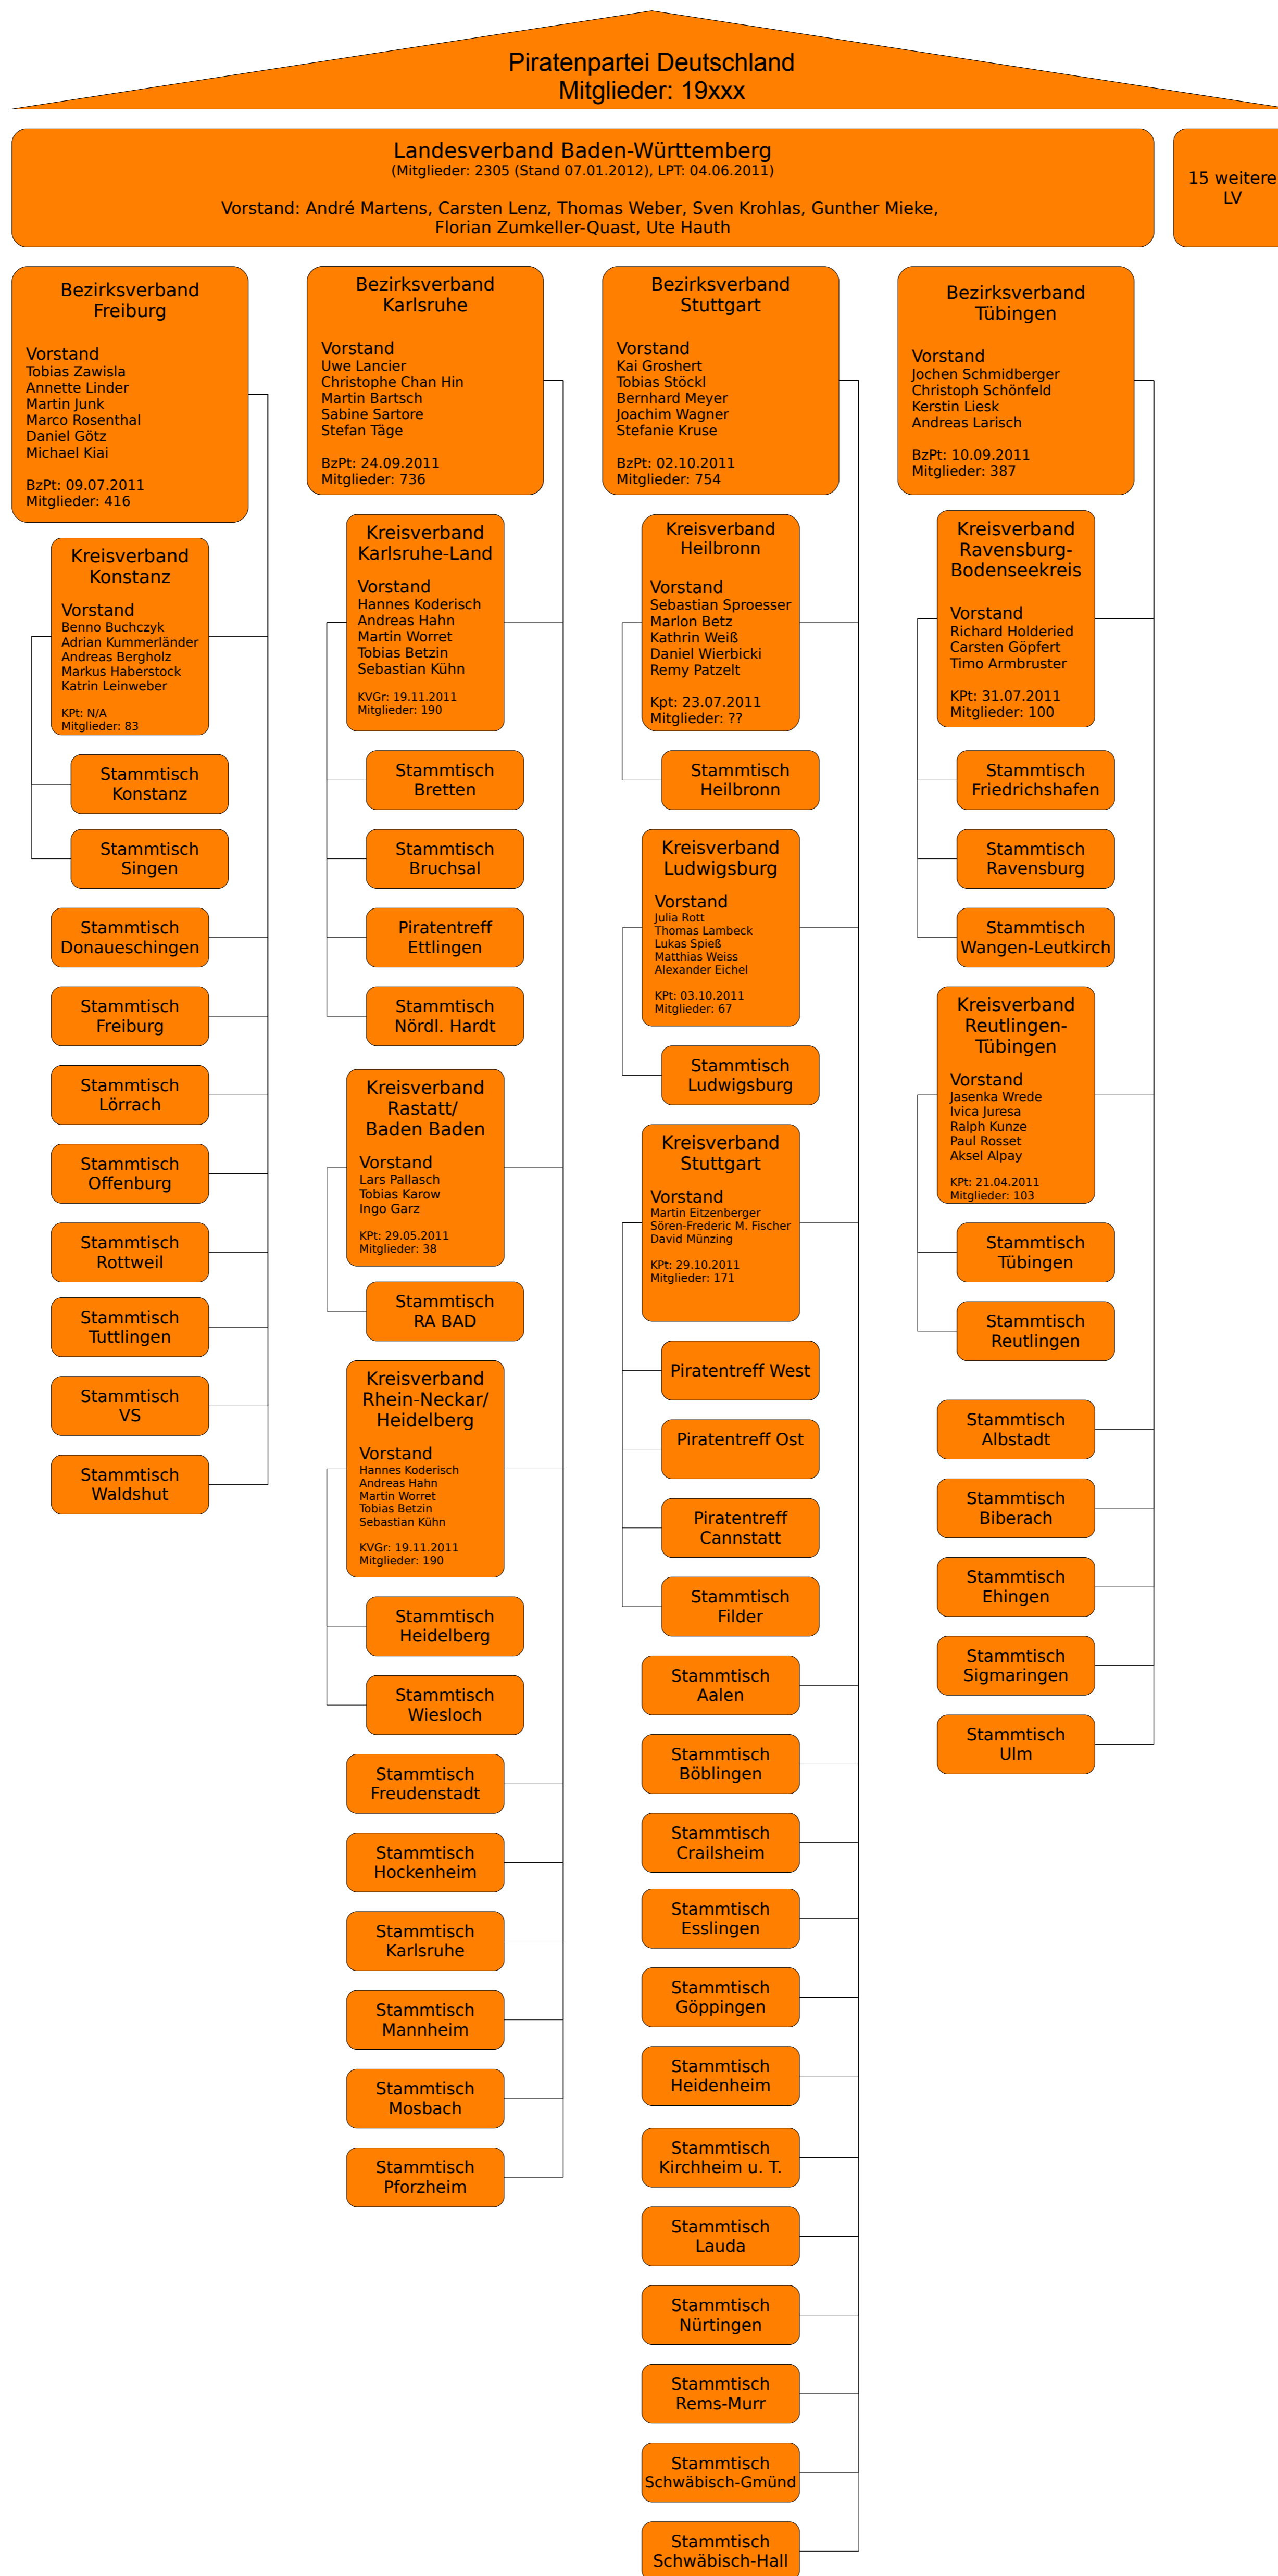 Piratenpartei Deutschland
Mitglieder: 19xxx
Landesverband Baden-Württemberg
(Mitglieder: 2305 (Stand 07.01.2012), LPT: 04.06.2011)
Vorstand: André Martens, Carsten Lenz, Thomas Weber, Sven Krohlas, Gunther Mieke,
Florian Zumkeller-Quast, Ute Hauth
15 weitere
LV
Bezirksverband
Freiburg
Vorstand
Tobias Zawisla
Annette Linder
Martin Junk
Marco Rosenthal
Daniel Götz
Michael Kiai
BzPt: 09.07.2011
Mitglieder: 416
Kreisverband
Konstanz
Vorstand
Benno Buchczyk
Adrian Kummerländer
Andreas Bergholz
Markus Haberstock
Katrin Leinweber
KPt: N/A
Mitglieder: 83
Stammtisch
Konstanz
Stammtisch
Singen
Stammtisch
Donaueschingen
Stammtisch
Freiburg
Stammtisch
Lörrach
Stammtisch
Offenburg
Stammtisch
Rottweil
Stammtisch
Tuttlingen
Stammtisch
VS
Stammtisch
Waldshut
Bezirksverband
Karlsruhe
Vorstand
Uwe Lancier
Christophe Chan Hin
Martin Bartsch
Sabine Sartore
Stefan Täge
BzPt: 24.09.2011
Mitglieder: 736
Kreisverband
Karlsruhe-Land
Vorstand
Hannes Koderisch
Andreas Hahn
Martin Worret
Tobias Betzin
Sebastian Kühn
KVGr: 19.11.2011
Mitglieder: 190
Stammtisch
Bretten
Stammtisch
Bruchsal
Piratentreff
Ettlingen
Stammtisch
Nördl. Hardt
Kreisverband
Rastatt/
Baden Baden
Vorstand
Lars Pallasch
Tobias Karow
Ingo Garz
KPt: 29.05.2011
Mitglieder: 38
Stammtisch
RA BAD
Kreisverband
Rhein-Neckar/
Heidelberg
Vorstand
Hannes Koderisch
Andreas Hahn
Martin Worret
Tobias Betzin
Sebastian Kühn
KVGr: 19.11.2011
Mitglieder: 190
Stammtisch
Heidelberg
Stammtisch
Wiesloch
Stammtisch
Freudenstadt
Stammtisch
Hockenheim
Stammtisch
Karlsruhe
Stammtisch
Mannheim
Stammtisch
Mosbach
Stammtisch
Pforzheim
Bezirksverband
Stuttgart
Vorstand
Kai Groshert
Tobias Stöckl
Bernhard Meyer
Joachim Wagner
Stefanie Kruse
BzPt: 02.10.2011
Mitglieder: 754
Kreisverband
Heilbronn
Vorstand
Sebastian Sproesser
Marlon Betz
Kathrin Weiß
Daniel Wierbicki
Remy Patzelt
Kpt: 23.07.2011
Mitglieder: ??
Stammtisch
Heilbronn
Kreisverband
Ludwigsburg
Vorstand
Julia Rott
Thomas Lambeck
Lukas Spieß
Matthias Weiss
Alexander Eichel
KPt: 03.10.2011
Mitglieder: 67
Stammtisch
Ludwigsburg
Kreisverband
Stuttgart
Vorstand
Martin Eitzenberger
Sören-Frederic M. Fischer
David Münzing
KPt: 29.10.2011
Mitglieder: 171
Piratentreff West
Piratentreff Ost
Piratentreff
Cannstatt
Stammtisch
Filder
Stammtisch
Aalen
Stammtisch
Böblingen
Stammtisch
Crailsheim
Stammtisch
Esslingen
Stammtisch
Göppingen
Stammtisch
Heidenheim
Stammtisch
Kirchheim u. T.
Stammtisch
Lauda
Stammtisch
Nürtingen
Stammtisch
Rems-Murr
Stammtisch
Schwäbisch-Gmünd
Stammtisch
Schwäbisch-Hall
Bezirksverband
Tübingen
Vorstand
Jochen Schmidberger
Christoph Schönfeld
Kerstin Liesk
Andreas Larisch
BzPt: 10.09.2011
Mitglieder: 387
Kreisverband
Ravensburg-
Bodenseekreis
Vorstand
Richard Holderied
Carsten Göpfert
Timo Armbruster
KPt: 31.07.2011
Mitglieder: 100
Stammtisch
Friedrichshafen
Stammtisch
Ravensburg
Stammtisch
Wangen-Leutkirch
Kreisverband
Reutlingen-
Tübingen
Vorstand
Jasenka Wrede
Ivica Juresa
Ralph Kunze
Paul Rosset
Aksel Alpay
KPt: 21.04.2011
Mitglieder: 103
Stammtisch
Tübingen
Stammtisch
Reutlingen
Stammtisch
Albstadt
Stammtisch
Biberach
Stammtisch
Ehingen
Stammtisch
Sigmaringen
Stammtisch
Ulm